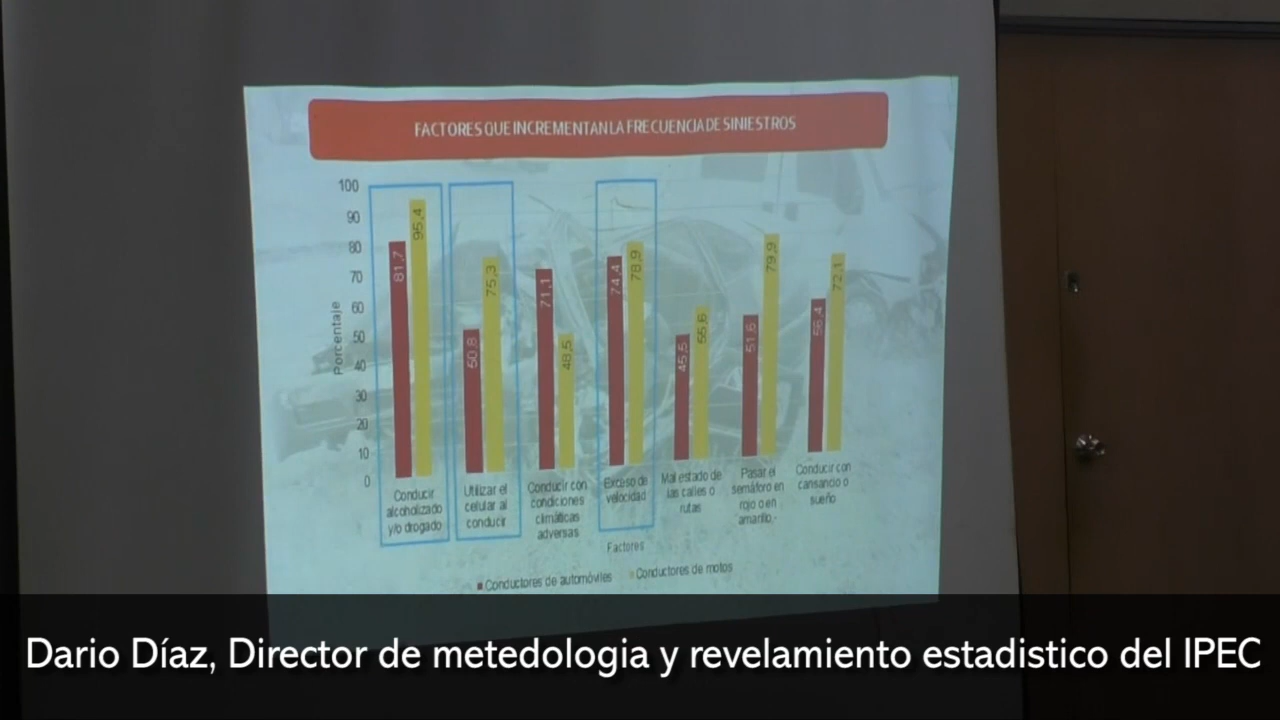 FACTORES QUE INCREMENTAN LA FRECUENCIA DE SINIESTROS
Porcentaje
100
90
80
70
60
50
40
30
20
10
0
81,7
95,4
50,8
75,3
71,1
48,5
74,4
78,9
45,5
55,6
51,6
79,9
56,4
72,1
Conducir
alcoholizado
y/o drogado
Utilizar el
celular al
conducir
Conducir con
condiciones
climáticas
adversas
Exceso de
velocidad
Mal estado de
las calles o
rutas
Pasar el
semáforo en
rojo o en
amarillo.-
Conducir con
cansancio o
sueño
Factores
Conductores de automóviles
Conductores de motos
Dario Díaz, Director de metedologia y revelamiento estadistico del IPEC